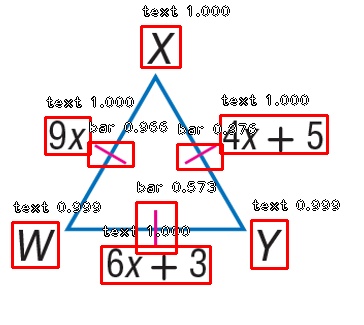 text 1.000
X
text 1.000
text 1.000
9x
bar 0.966
bar 0.976
4x + 5
bar 0.573
text 0.999
text 0.999
W
text 1.000
Y
6x + 3